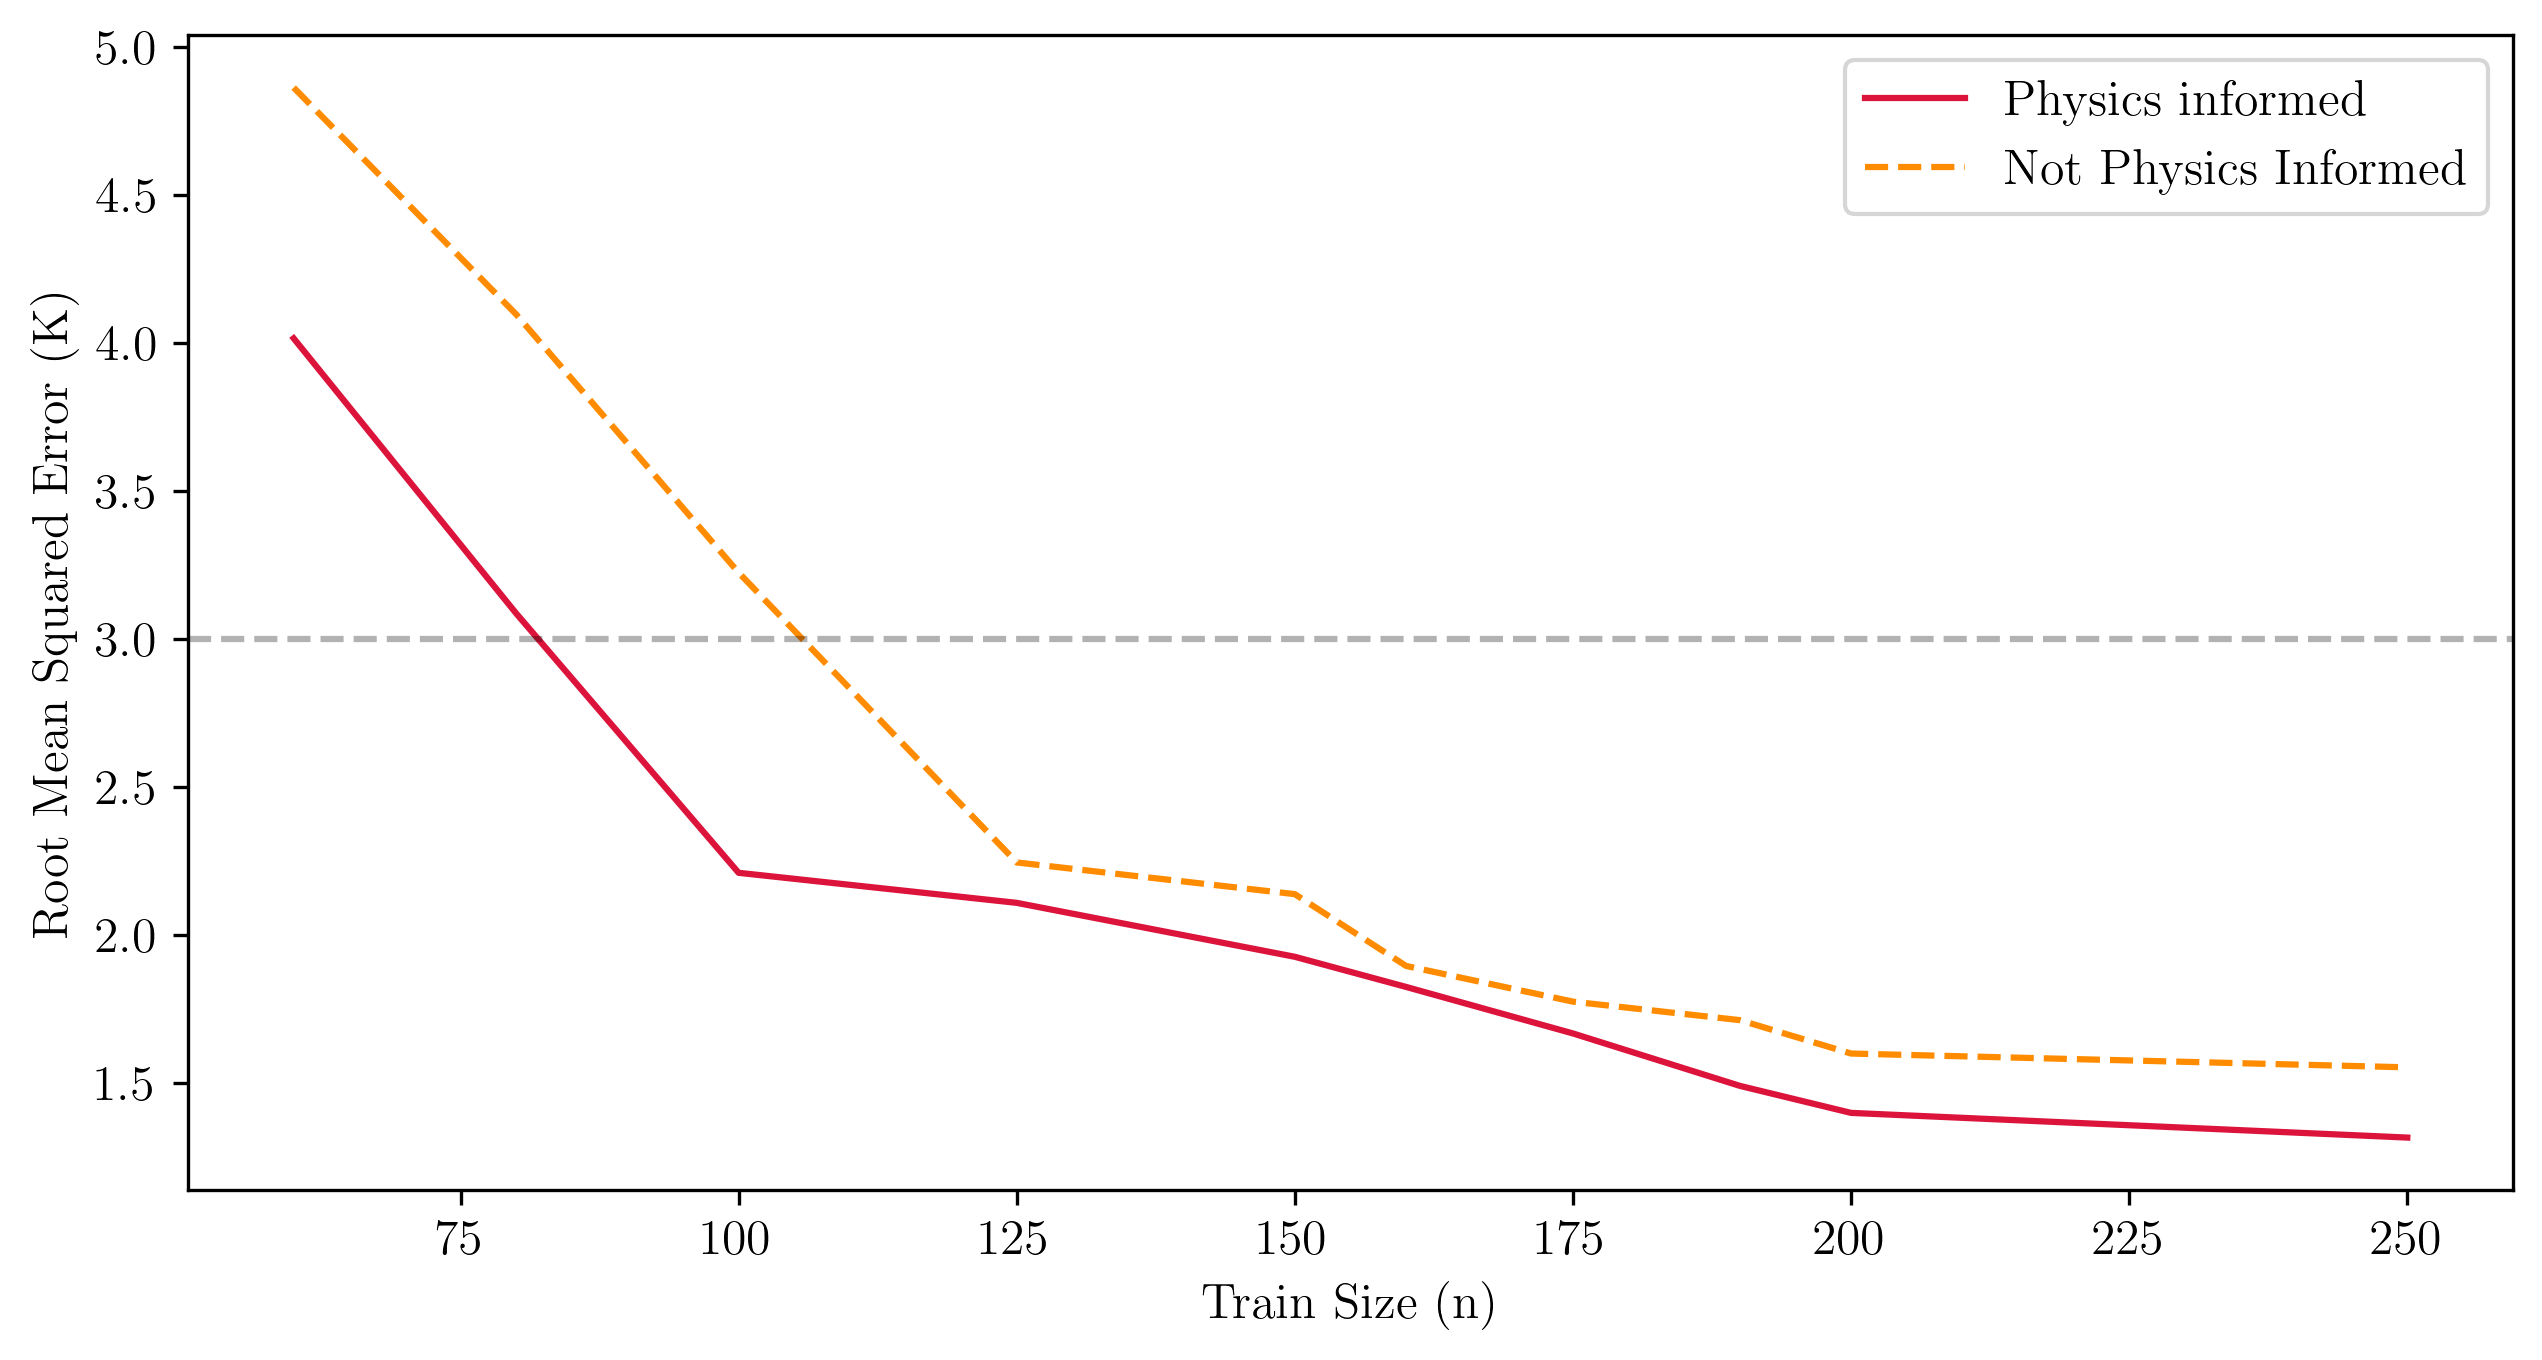 Root Mean Squared Error (K)
5.0
4.5
4.0
3.5
3.0
2.5
2.0
1.5
Physics informed
Not Physics Informed
75 100 125 150 175 200 225 250
Train Size (n)